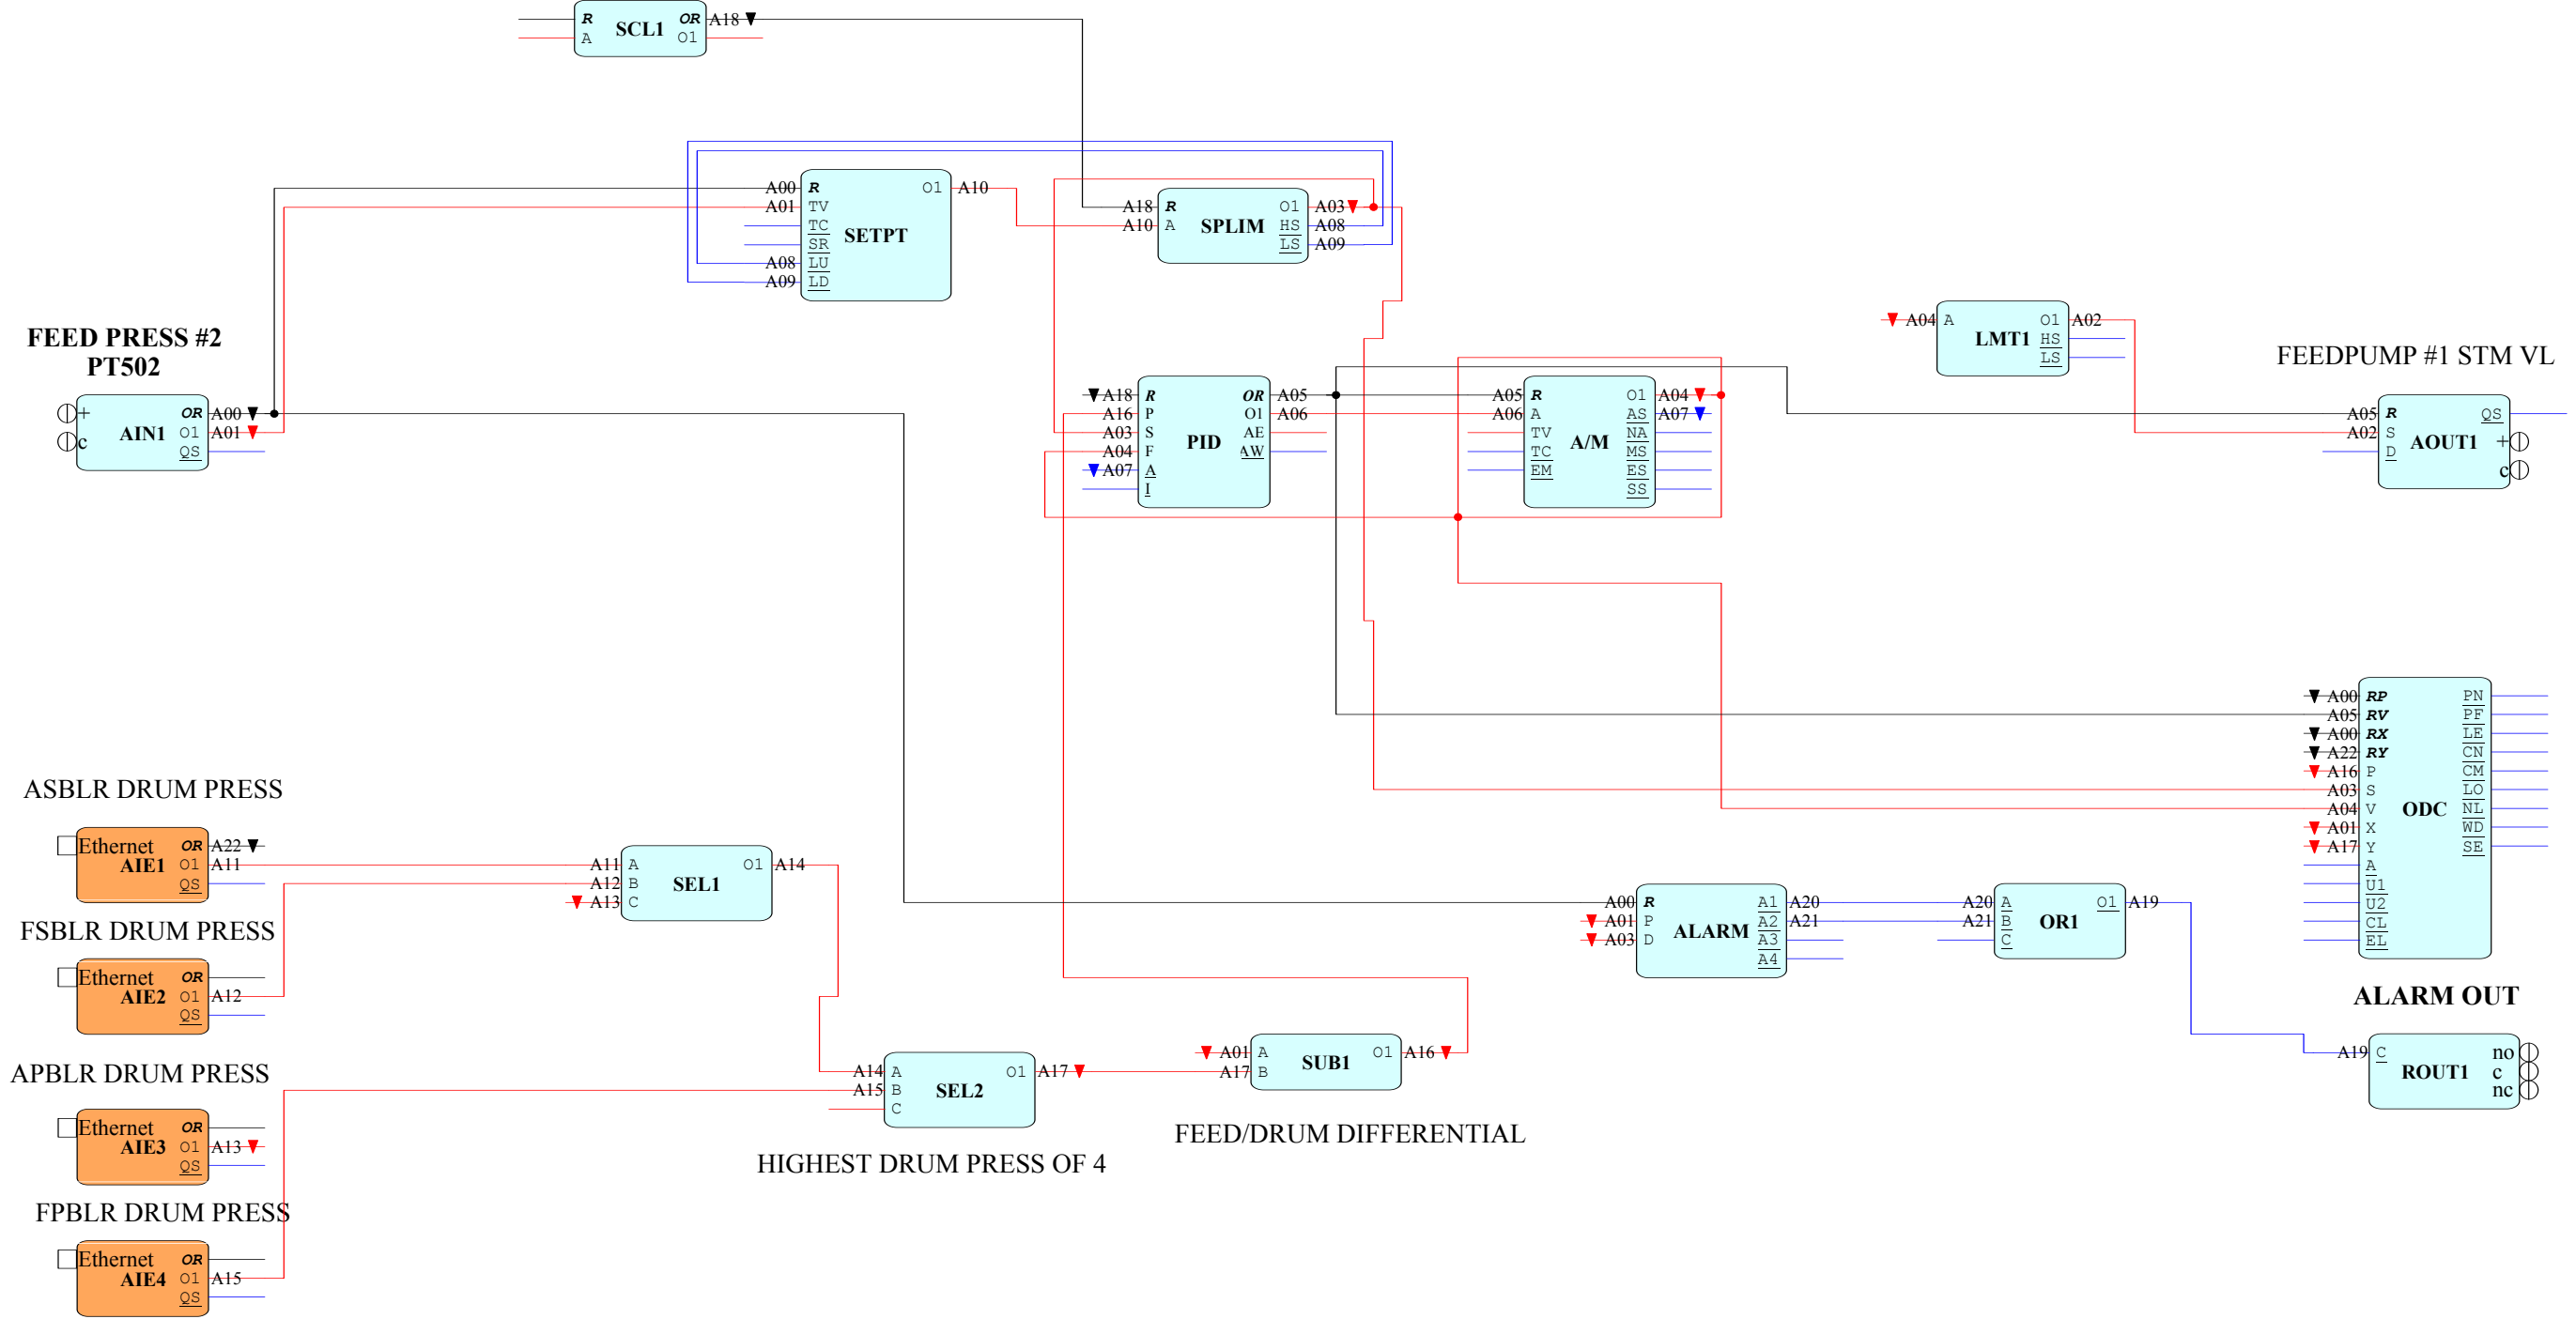 R OR A18
SCL1
A O1
A00 R O1 A10
A01 TV
TC
SETPT
SR
A08 LU
A09 LD
A18 R O1 A03
A10 A SPLIM HS A08
LS A09
FEED PRESS #2
PT502
OR A00
+
AIN1
O1 A01
c
QS
A18 R OR A05
A16 P O1 A06
A03 S PID AE
A04 F AW
A07 A
I
A05 R O1 A04
A06 A AS A07
TV A/M NA
TC MS
EM ES
SS
A04 A O1 A02
LMT1 HS
LS
FEEDPUMP #1 STM VL
A05 R QS
A02 S AOUT1 +
D
c
A00 RP PN
A05 RV PF
A00 RX LE
A22 RY CN
A16 P CM
A03 S LO
A04 V ODC NL
A01 X WD
A17 Y SE
A
U1
U2
CL
EL
ASBLR DRUM PRESS
Ethernet OR A22
AIE1 O1 A11
QS
FSBLR DRUM PRESS
Ethernet OR
AIE2 O1 A12
QS
APBLR DRUM PRESS
Ethernet OR
AIE3 O1 A13
QS
FPBLR DRUM PRESS
Ethernet OR
AIE4 O1 A15
QS
A11 A O1 A14
A12 B SEL1
A13 C
A14 A O1 A17
A15 B SEL2
C
HIGHEST DRUM PRESS OF 4
A01 A O1 A16
SUB1
A17 B
FEED/DRUM DIFFERENTIAL
A00 R A1 A20
A01 P A2 A21
ALARM
A03 D A3
A4
A20 A O1 A19
A21 B OR1
C
ALARM OUT
A19 C no
ROUT1 c
nc